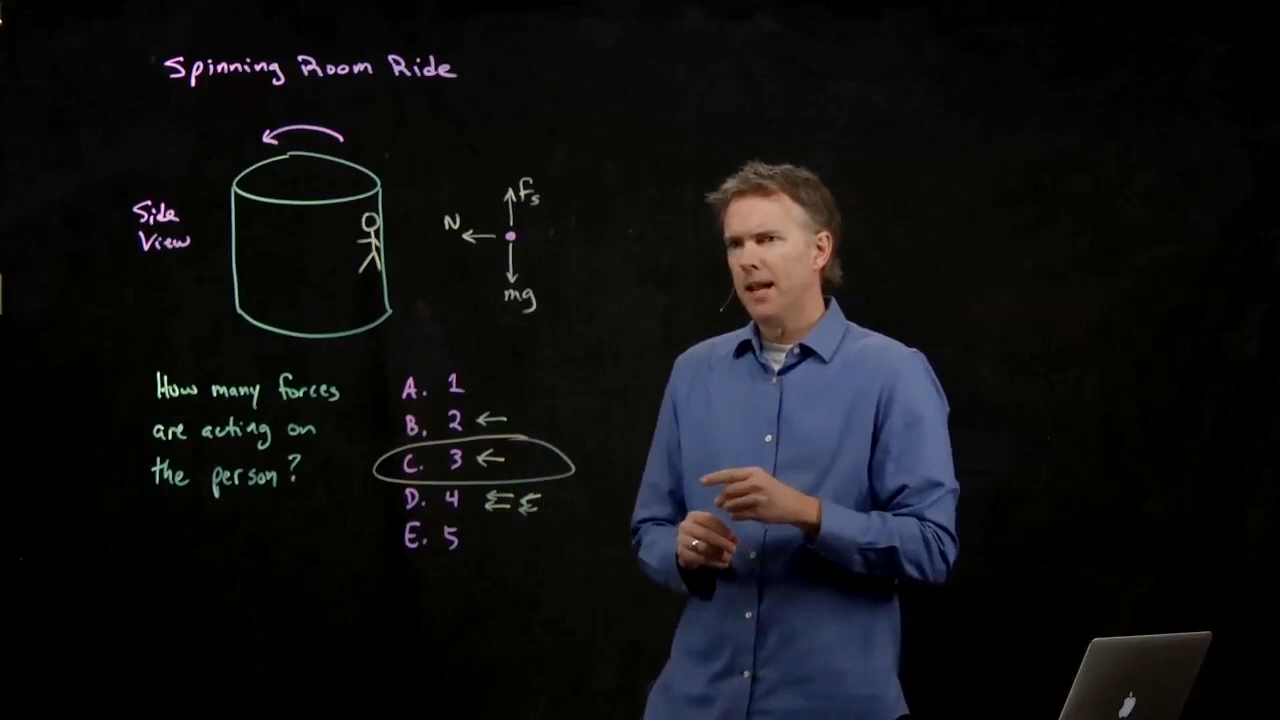 Spinning Room Ride
Side
View
fs
N
mg
How many forces
are acting on
the person?
A. 1
B. 2
C. 3
D. 4
E. 5